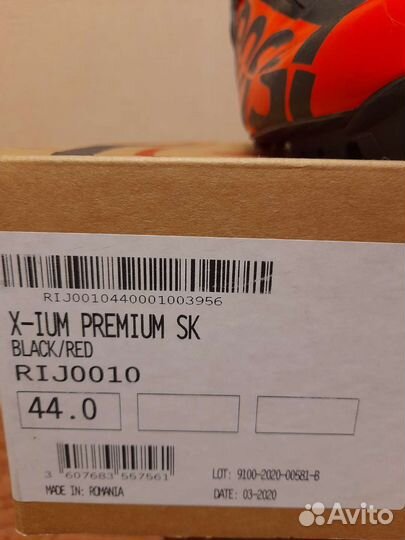 RIJ0010440001003956
X-IUM PREMIUM SK
BLACK/RED
RIJ0010
44.0
3 607683 567561
LOT: 9100-2020-00581-B
MADE IN: ROMANIA
DATE: 03-2020
Avito